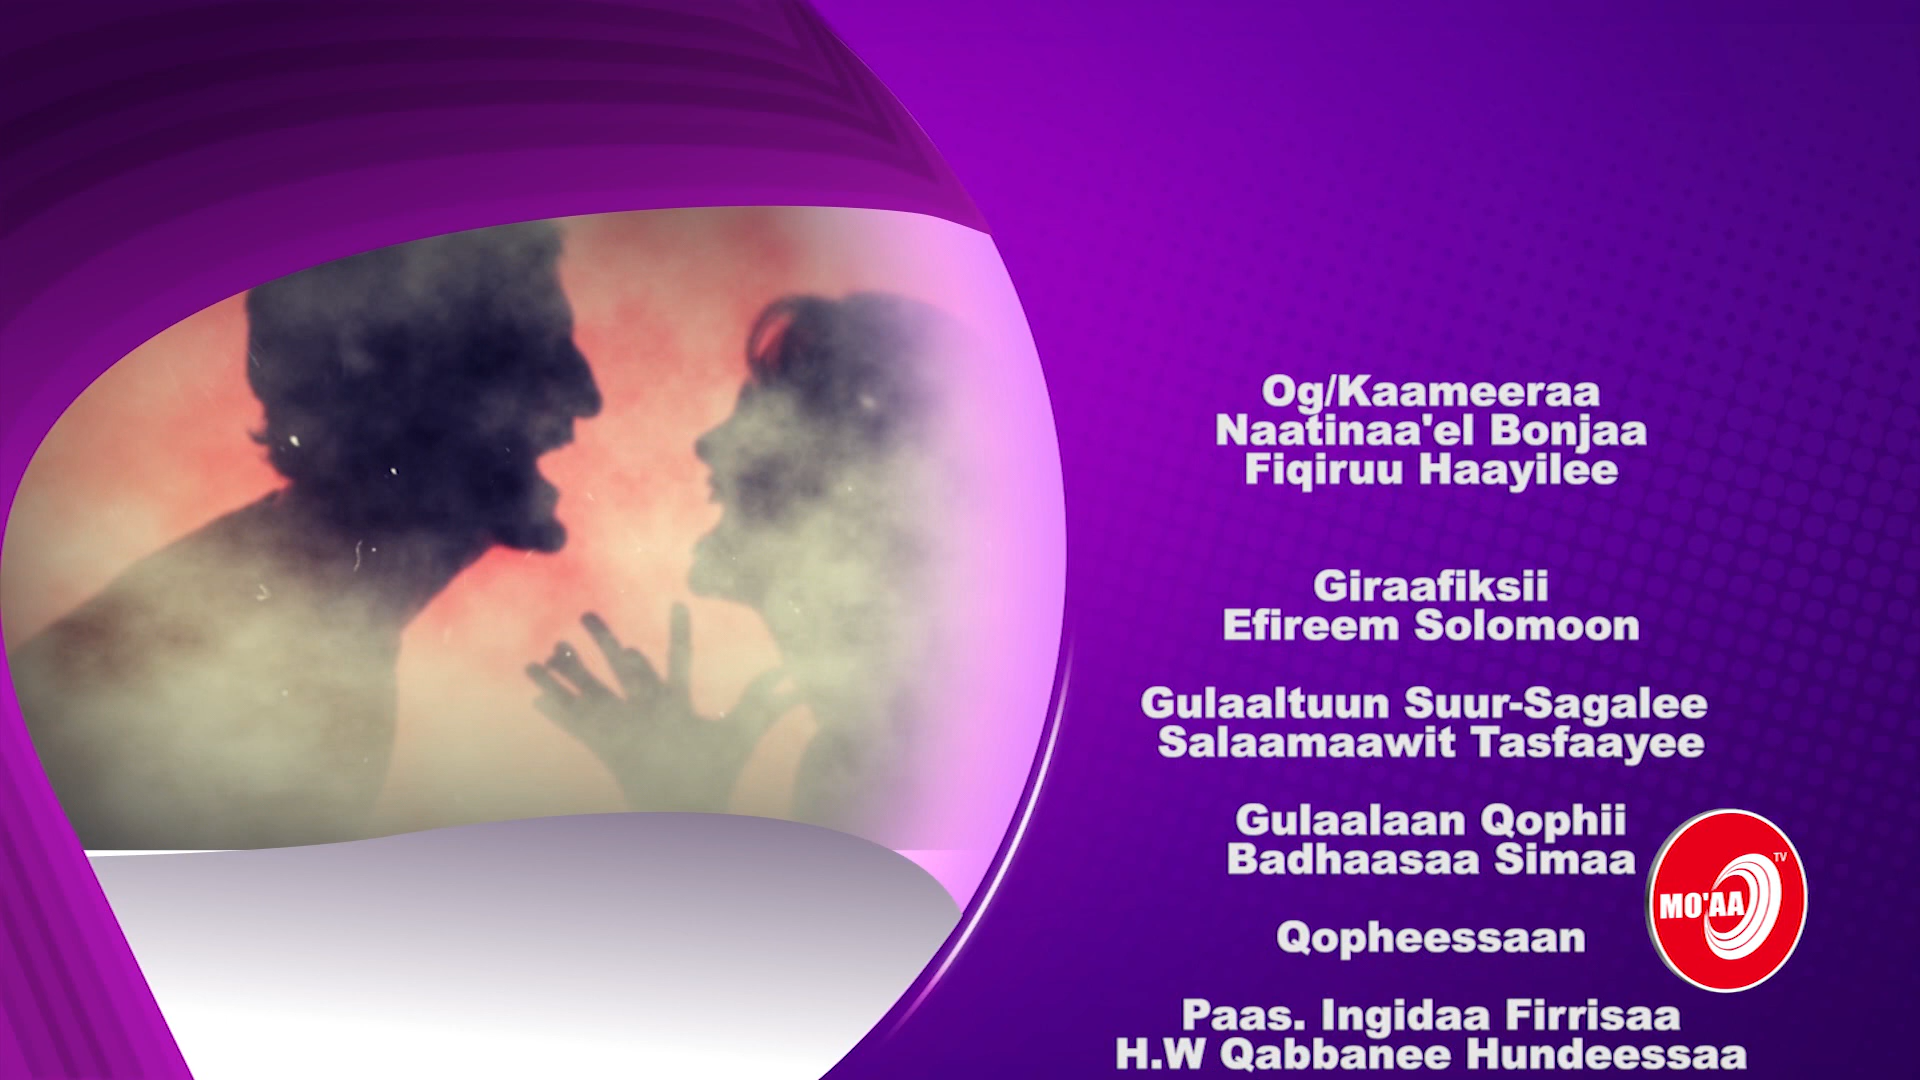 Og/Kaameeraa
Naatinaa'el Bonjaa
Fiqiruu Haayilee
Giraafiksii
Efireem Solomoon
Gulaaltuun Suur-Sagalee
Salaamaawit Tasfaayee
Gulaalaan Qophii
Badhaasaa Simaa
Qopheessaan
Paas. Ingidaa Firrisaa
H.W Qabbanee Hundeessaa
MO'AA
TV